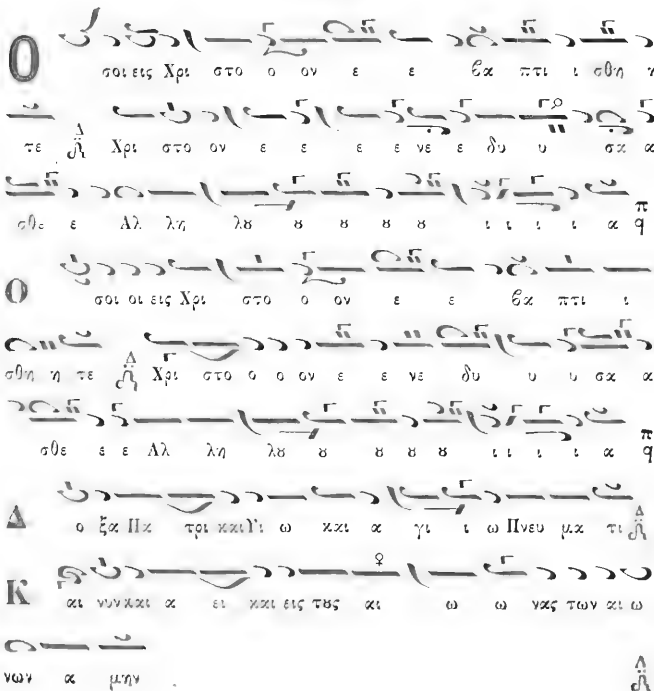 Ο σοι εις Χρι στο ο ον ε ε βα πτι ι σθη η
τε Χρι στο ον ε ε ε ε νε ε δυ υ σα α
σθε ε Αλ λη λȣ ȣ ȣ ȣ ȣ ι ι ι ι α π q
Ο σοι οι εις Χρι στο ο ον ε ε βα πτι ι
σθη η τε Χρι στο ο ο ον ε ε νε δυ υ υ σα α
σθε ε ε Αλ λη λȣ ȣ ȣ ȣ ȣ ι ι ι ι α π q
Δ ο ξα Πα τρι και Υι ω και α γι ι ω Πνευ μα τι Δ
Κ αι νυν και α ει και εις τȣς αι ω ω νας των αι ω
νων α μην Δ